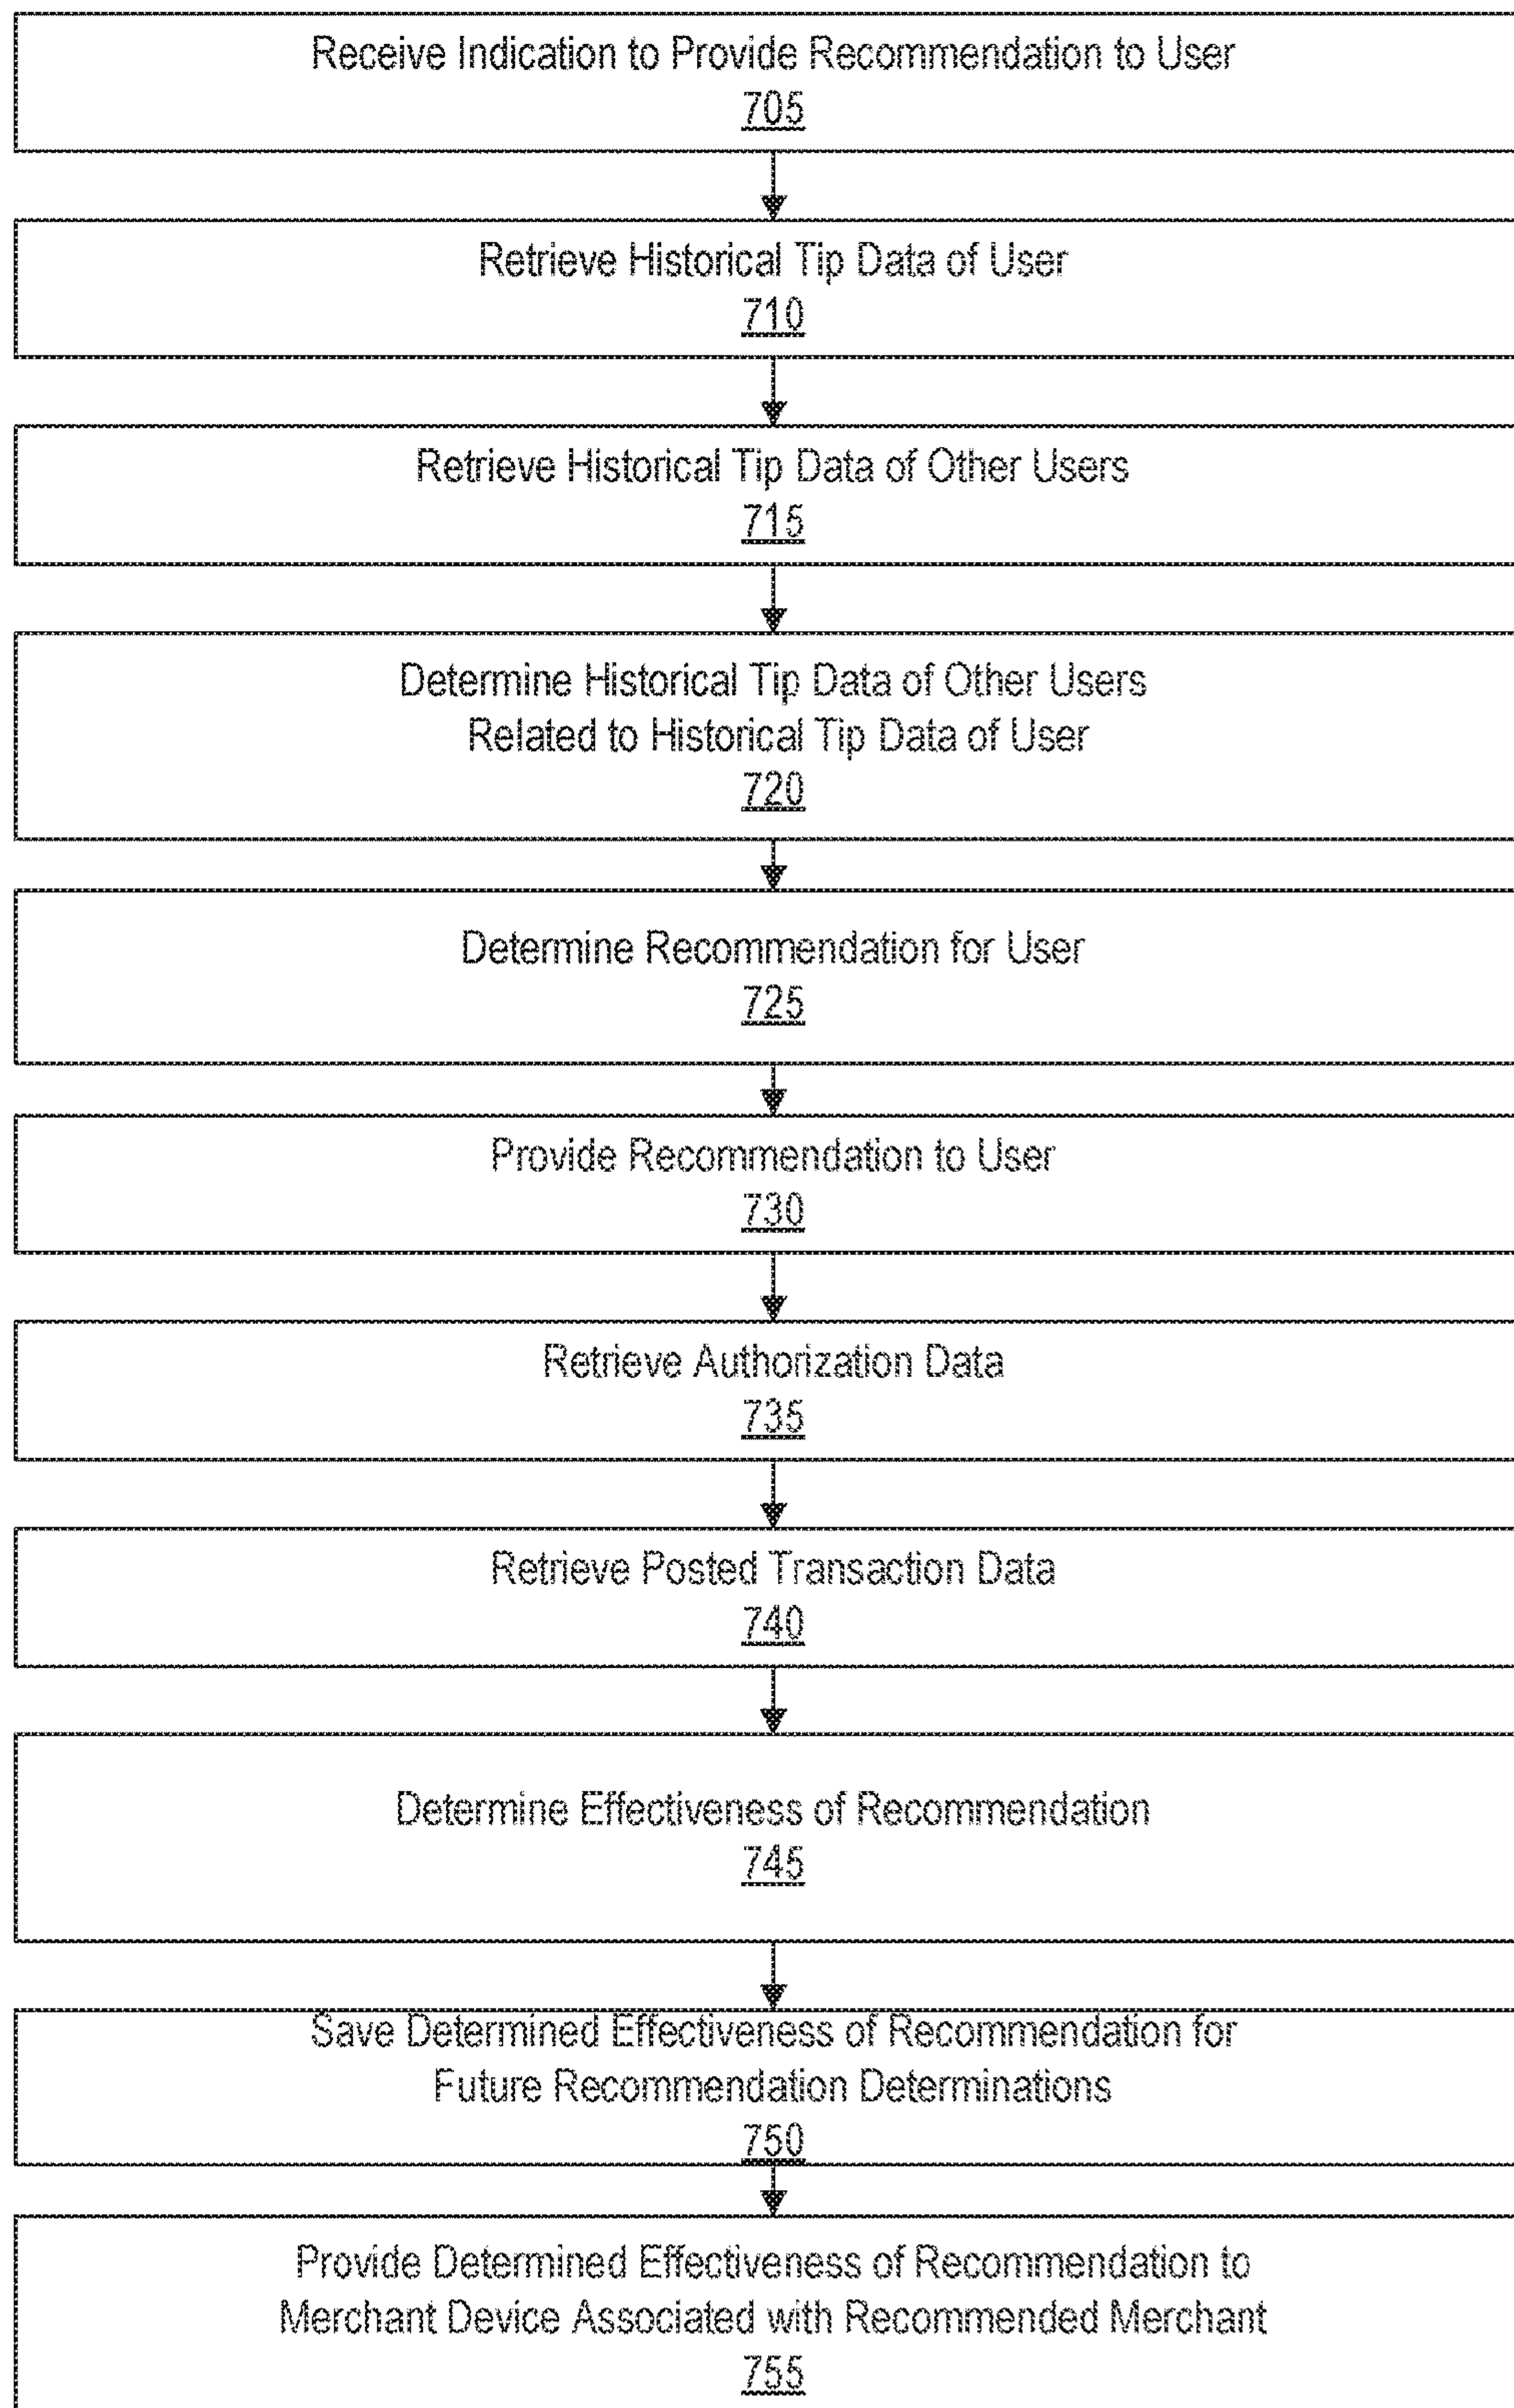 Receive Indication to Provide Recommendation to User
705
Retrieve Historical Tip Data of User
710
Retrieve Historical Tip Data of Other Users
715
Determine Historical Tip Data of Other Users
Related to Historical Tip Data of User
720
Determine Recommendation for User
725
Provide Recommendation to User
730
Retrieve Authorization Data
735
Retrieve Posted Transaction Data
740
Determine Effectiveness of Recommendation
745
Save Determined Effectiveness of Recommendation for
Future Recommendation Determinations
750
Provide Determined Effectiveness of Recommendation to
Merchant Device Associated with Recommended Merchant
755